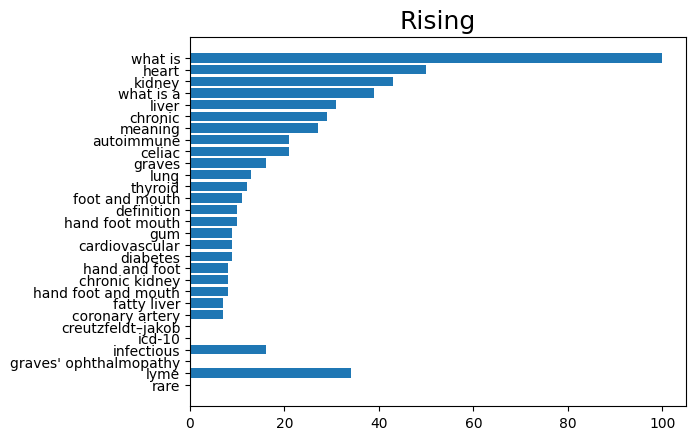 Rising
what is
heart
kidney
what is a
liver
chronic
meaning
autoimmune
celiac
graves
lung
thyroid
foot and mouth
definition
hand foot mouth
gum
cardiovascular
diabetes
hand and foot
chronic kidney
hand foot and mouth
fatty liver
coronary artery
creutzfeldt–jakob
icd-10
infectious
graves' ophthalmopathy
lyme
rare
0 20 40 60 80 100